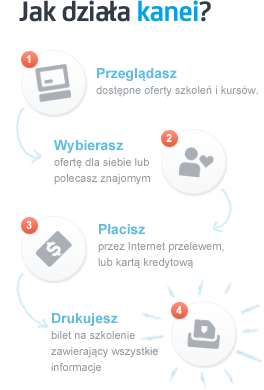 Jak działa kanei?
1
Przeglądasz
dostępne oferty szkoleń i kursów.
Wybierasz
2
ofertę dla siebie lub
polecasz znajomym
3
Płacisz
przez Internet przelewem,
lub kartą kredytową
Drukujesz
4
bilet na szkolenie
zawierający wszystkie
informacje